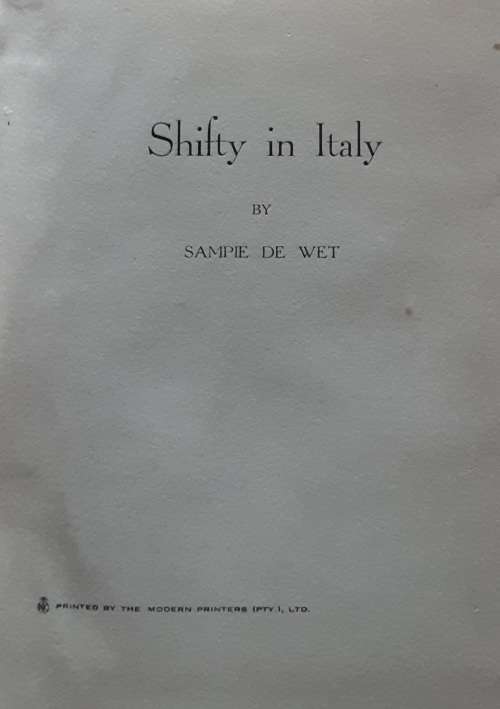 Shifty in Italy
BY
SAMPIE DE WET
PRINTED BY THE MODERN PRINTERS (PTY.), LTD.